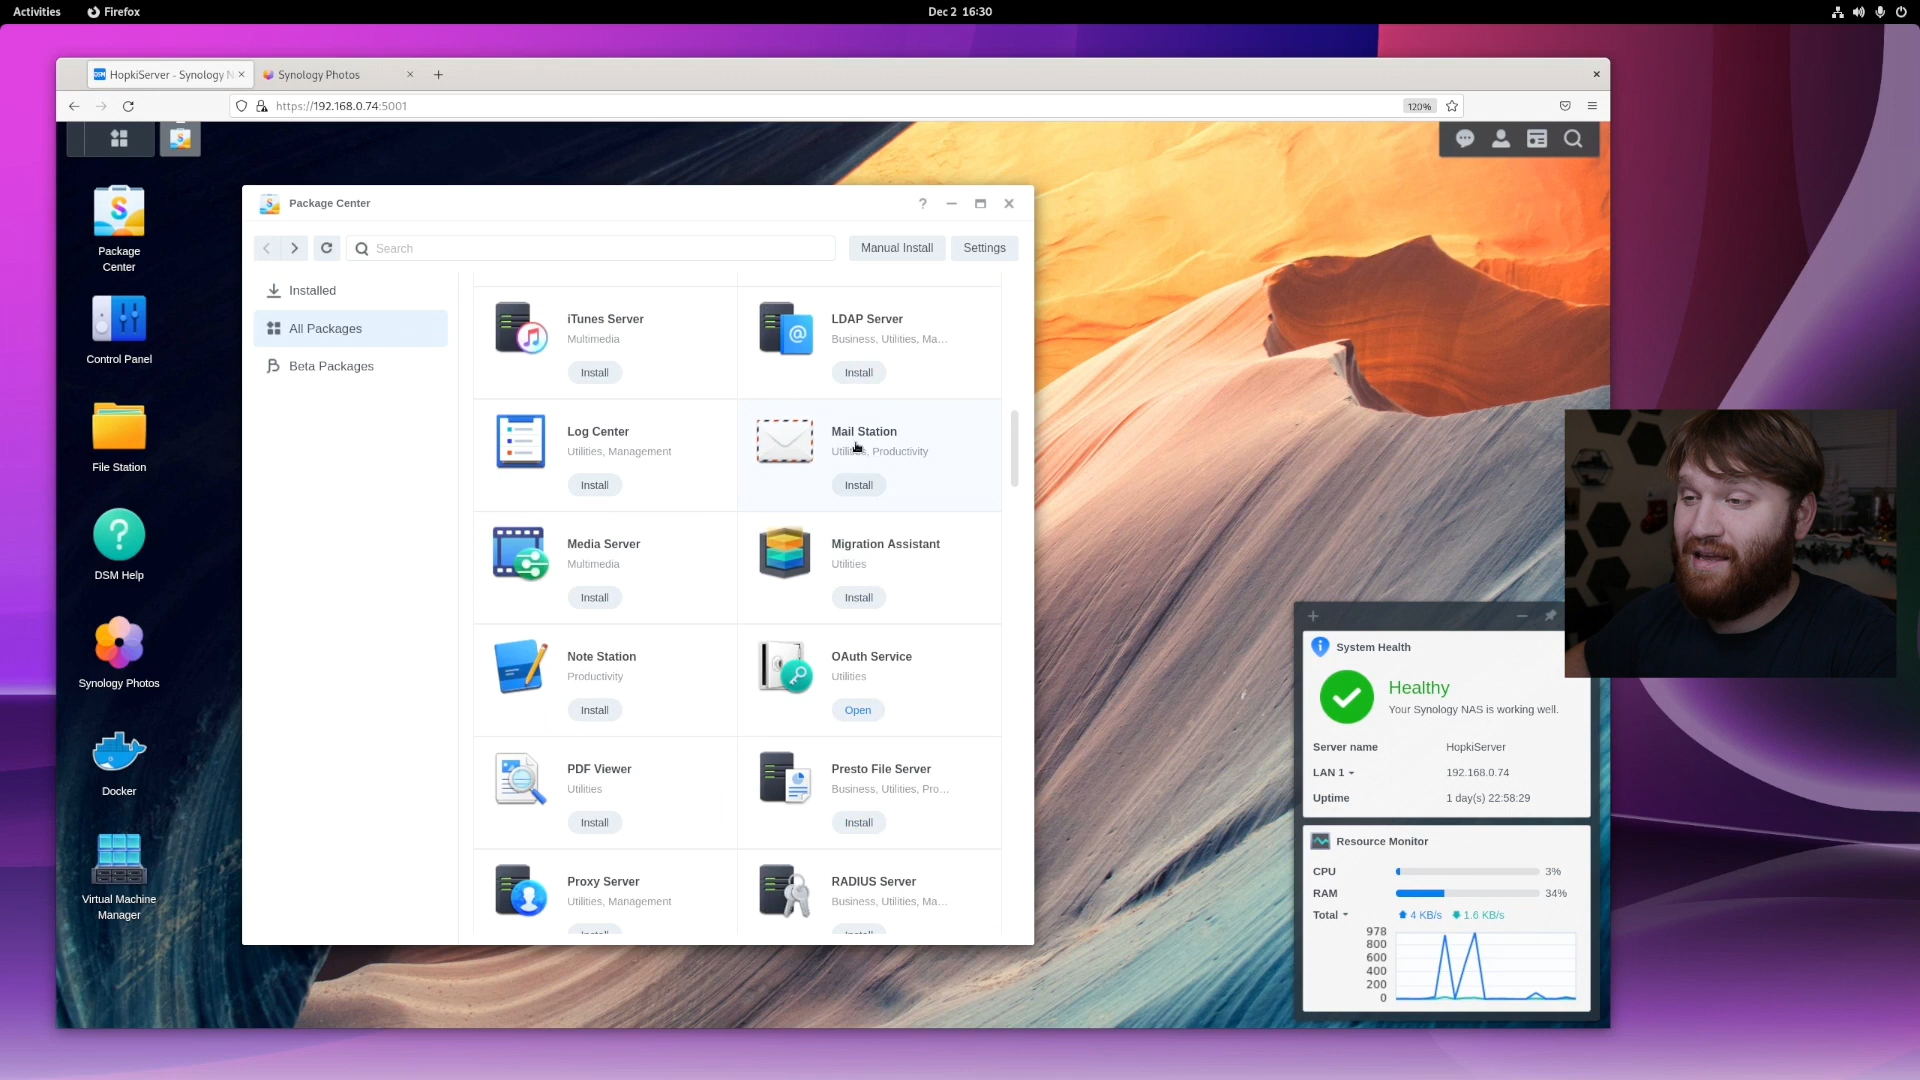 Activities
Firefox
Dec 2 16:30
DSM
HopkiServer - Synology N
Synology Photos
https://192.168.0.74:5001
120%
Package
Center
Control Panel
File Station
DSM Help
Synology Photos
Docker
Virtual Machine
Manager
Package Center
Search
Manual Install
Settings
Installed
All Packages
Beta Packages
iTunes Server
Multimedia
Install
LDAP Server
Business, Utilities, Ma...
Install
Log Center
Utilities, Management
Install
Mail Station
Utilities, Productivity
Install
Media Server
Multimedia
Install
Migration Assistant
Utilities
Install
Note Station
Productivity
Install
OAuth Service
Utilities
Open
PDF Viewer
Utilities
Install
Presto File Server
Business, Utilities, Pro...
Install
Proxy Server
Utilities, Management
Install
RADIUS Server
Business, Utilities, Ma...
Install
System Health
Healthy
Your Synology NAS is working well.
Server name HopkiServer
LAN 1 192.168.0.74
Uptime 1 day(s) 22:58:29
Resource Monitor
CPU 3%
RAM 34%
Total 4 KB/s 1.6 KB/s
978
800
600
400
200
0